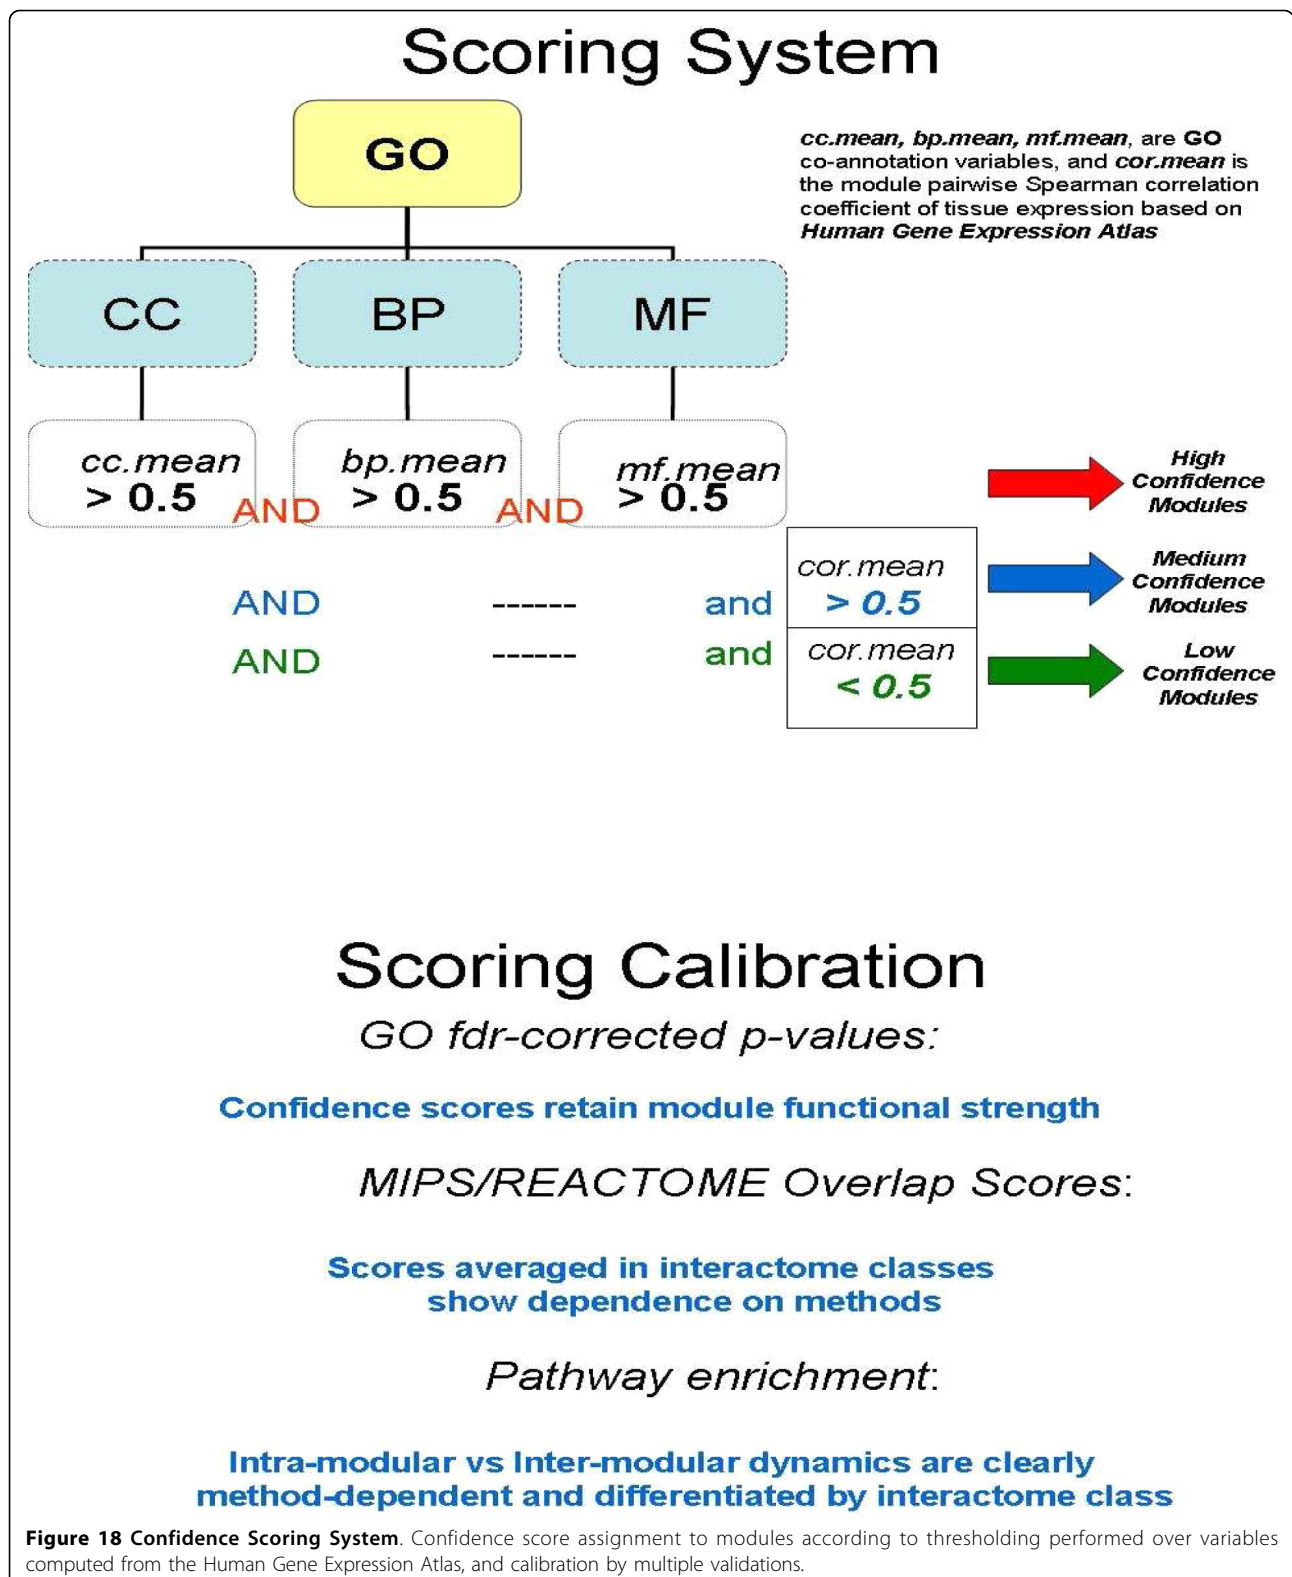 Scoring System
GO
cc.mean, bp.mean, mf.mean, are GO
co-annotation variables, and cor.mean is
the module pairwise Spearman correlation
coefficient of tissue expression based on
Human Gene Expression Atlas
CC
BP
MF
cc.mean
> 0.5
AND
bp.mean
> 0.5
AND
mf.mean
> 0.5
High
Confidence
Modules
AND
------
and
cor.mean
> 0.5
Medium
Confidence
Modules
AND
------
and
cor.mean
< 0.5
Low
Confidence
Modules
Scoring Calibration
GO fdr-corrected p-values:
Confidence scores retain module functional strength
MIPS/REACTOME Overlap Scores:
Scores averaged in interactome classes
show dependence on methods
Pathway enrichment:
Intra-modular vs Inter-modular dynamics are clearly
method-dependent and differentiated by interactome class
Figure 18 Confidence Scoring System. Confidence score assignment to modules according to thresholding performed over variables
computed from the Human Gene Expression Atlas, and calibration by multiple validations.